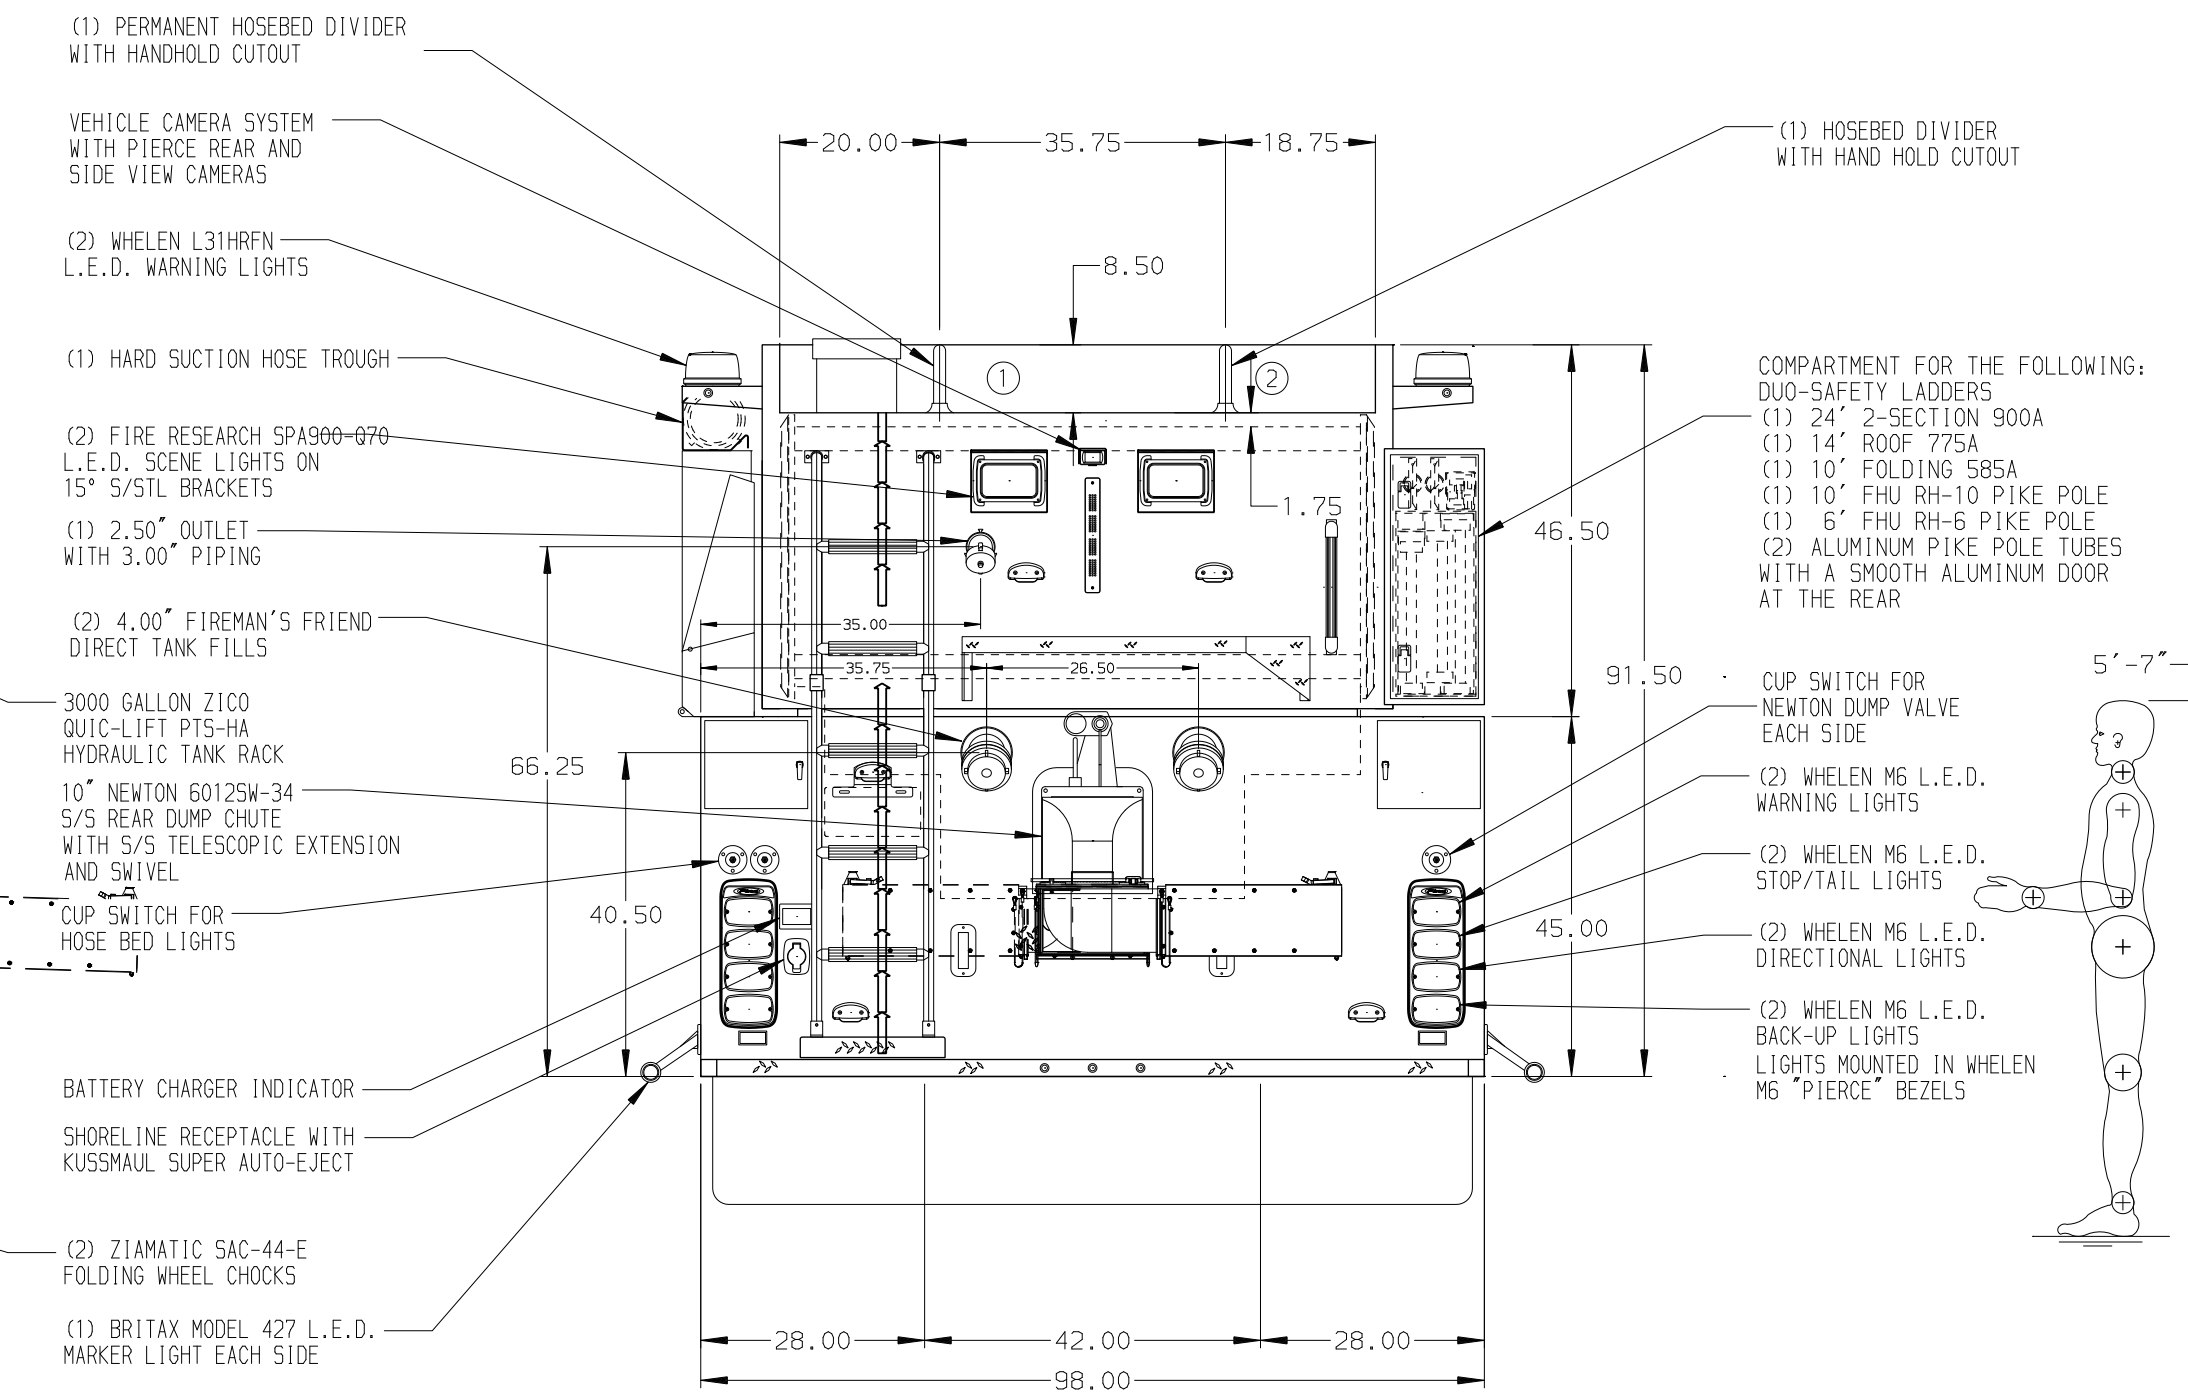 (1) PERMANENT HOSEBED DIVIDER
WITH HANDHOLD CUTOUT
VEHICLE CAMERA SYSTEM
WITH PIERCE REAR AND
SIDE VIEW CAMERAS
(2) WHELEN L31HRFN
L.E.D. WARNING LIGHTS
(1) HARD SUCTION HOSE TROUGH
(2) FIRE RESEARCH SPA900-Q70
L.E.D. SCENE LIGHTS ON
15° S/STL BRACKETS
(1) 2.50" OUTLET
WITH 3.00" PIPING
(2) 4.00" FIREMAN'S FRIEND
DIRECT TANK FILLS
3000 GALLON ZICO
QUIC-LIFT PTS-HA
HYDRAULIC TANK RACK
10" NEWTON 6012SW-34
S/S REAR DUMP CHUTE
WITH S/S TELESCOPIC EXTENSION
AND SWIVEL
CUP SWITCH FOR
HOSE BED LIGHTS
BATTERY CHARGER INDICATOR
SHORELINE RECEPTACLE WITH
KUSSMAUL SUPER AUTO-EJECT
(2) ZIAMATIC SAC-44-E
FOLDING WHEEL CHOCKS
(1) BRITAX MODEL 427 L.E.D.
MARKER LIGHT EACH SIDE
20.00
35.75
18.75
8.50
1
2
1.75
46.50
35.00
35.75
26.50
91.50
66.25
40.50
45.00
28.00
42.00
28.00
98.00
(1) HOSEBED DIVIDER
WITH HAND HOLD CUTOUT
COMPARTMENT FOR THE FOLLOWING:
DUO-SAFETY LADDERS
(1) 24' 2-SECTION 900A
(1) 14' ROOF 775A
(1) 10' FOLDING 585A
(1) 10' FHU RH-10 PIKE POLE
(1) 6' FHU RH-6 PIKE POLE
(2) ALUMINUM PIKE POLE TUBES
WITH A SMOOTH ALUMINUM DOOR
AT THE REAR
5'-7"
CUP SWITCH FOR
NEWTON DUMP VALVE
EACH SIDE
(2) WHELEN M6 L.E.D.
WARNING LIGHTS
(2) WHELEN M6 L.E.D.
STOP/TAIL LIGHTS
(2) WHELEN M6 L.E.D.
DIRECTIONAL LIGHTS
(2) WHELEN M6 L.E.D.
BACK-UP LIGHTS
LIGHTS MOUNTED IN WHELEN
M6 "PIERCE" BEZELS